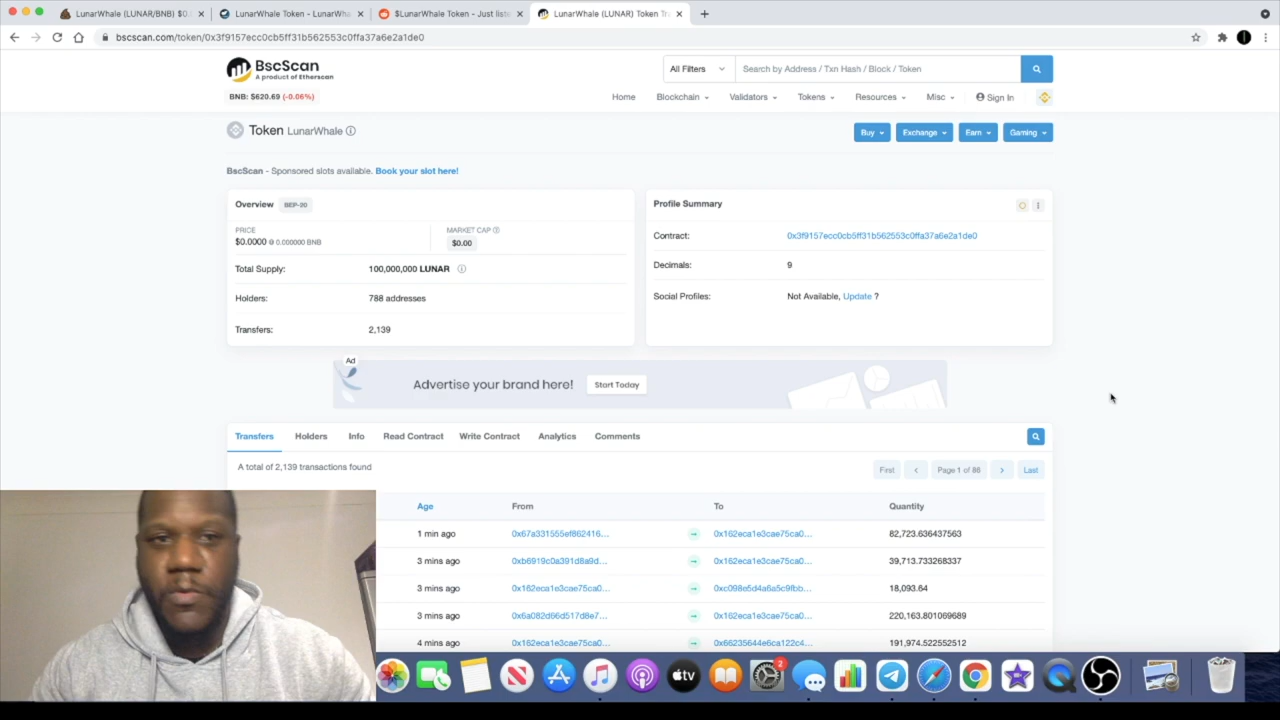 LunarWhale (LUNAR/BNB) $0.
LunarWhale Token - LunarWha
$LunarWhale Token - Just liste
LunarWhale (LUNAR) Token Tra
bscscan.com/token/0x3f9157ecc0cb5ff31b562553c0ffa37a6e2a1de0
BscScan
A product of Etherscan
All Filters
Search by Address / Txn Hash / Block / Token
BNB: $620.69 (-0.06%)
Home Blockchain Validators Tokens Resources Misc Sign In
Token LunarWhale
Buy Exchange Earn Gaming
BscScan - Sponsored slots available. Book your slot here!
Overview BEP-20
PRICE
$0.0000 @ 0.000000 BNB
MARKET CAP
$0.00
Total Supply: 100,000,000 LUNAR
Holders: 788 addresses
Transfers: 2,139
Profile Summary
Contract: 0x3f9157ecc0cb5ff31b562553c0ffa37a6e2a1de0
Decimals: 9
Social Profiles: Not Available, Update ?
Ad
Advertise your brand here! Start Today
Transfers Holders Info Read Contract Write Contract Analytics Comments
A total of 2,139 transactions found
First Page 1 of 86 Last
Age From To Quantity
1 min ago 0x67a331555ef862416... 0x162eca1e3cae75ca0... 82,723.636437563
3 mins ago 0xb6919c0a391d8a9d... 0x162eca1e3cae75ca0... 39,713.733268337
3 mins ago 0x162eca1e3cae75ca0... 0xc098e5d4a6a5c9fbb... 18,093.64
3 mins ago 0x6a082d66d517d8e7... 0x162eca1e3cae75ca0... 220,163.801069689
4 mins ago 0x162eca1e3cae75ca0... 0x66235644e6ca122c4... 191,974.522552512
tv
2